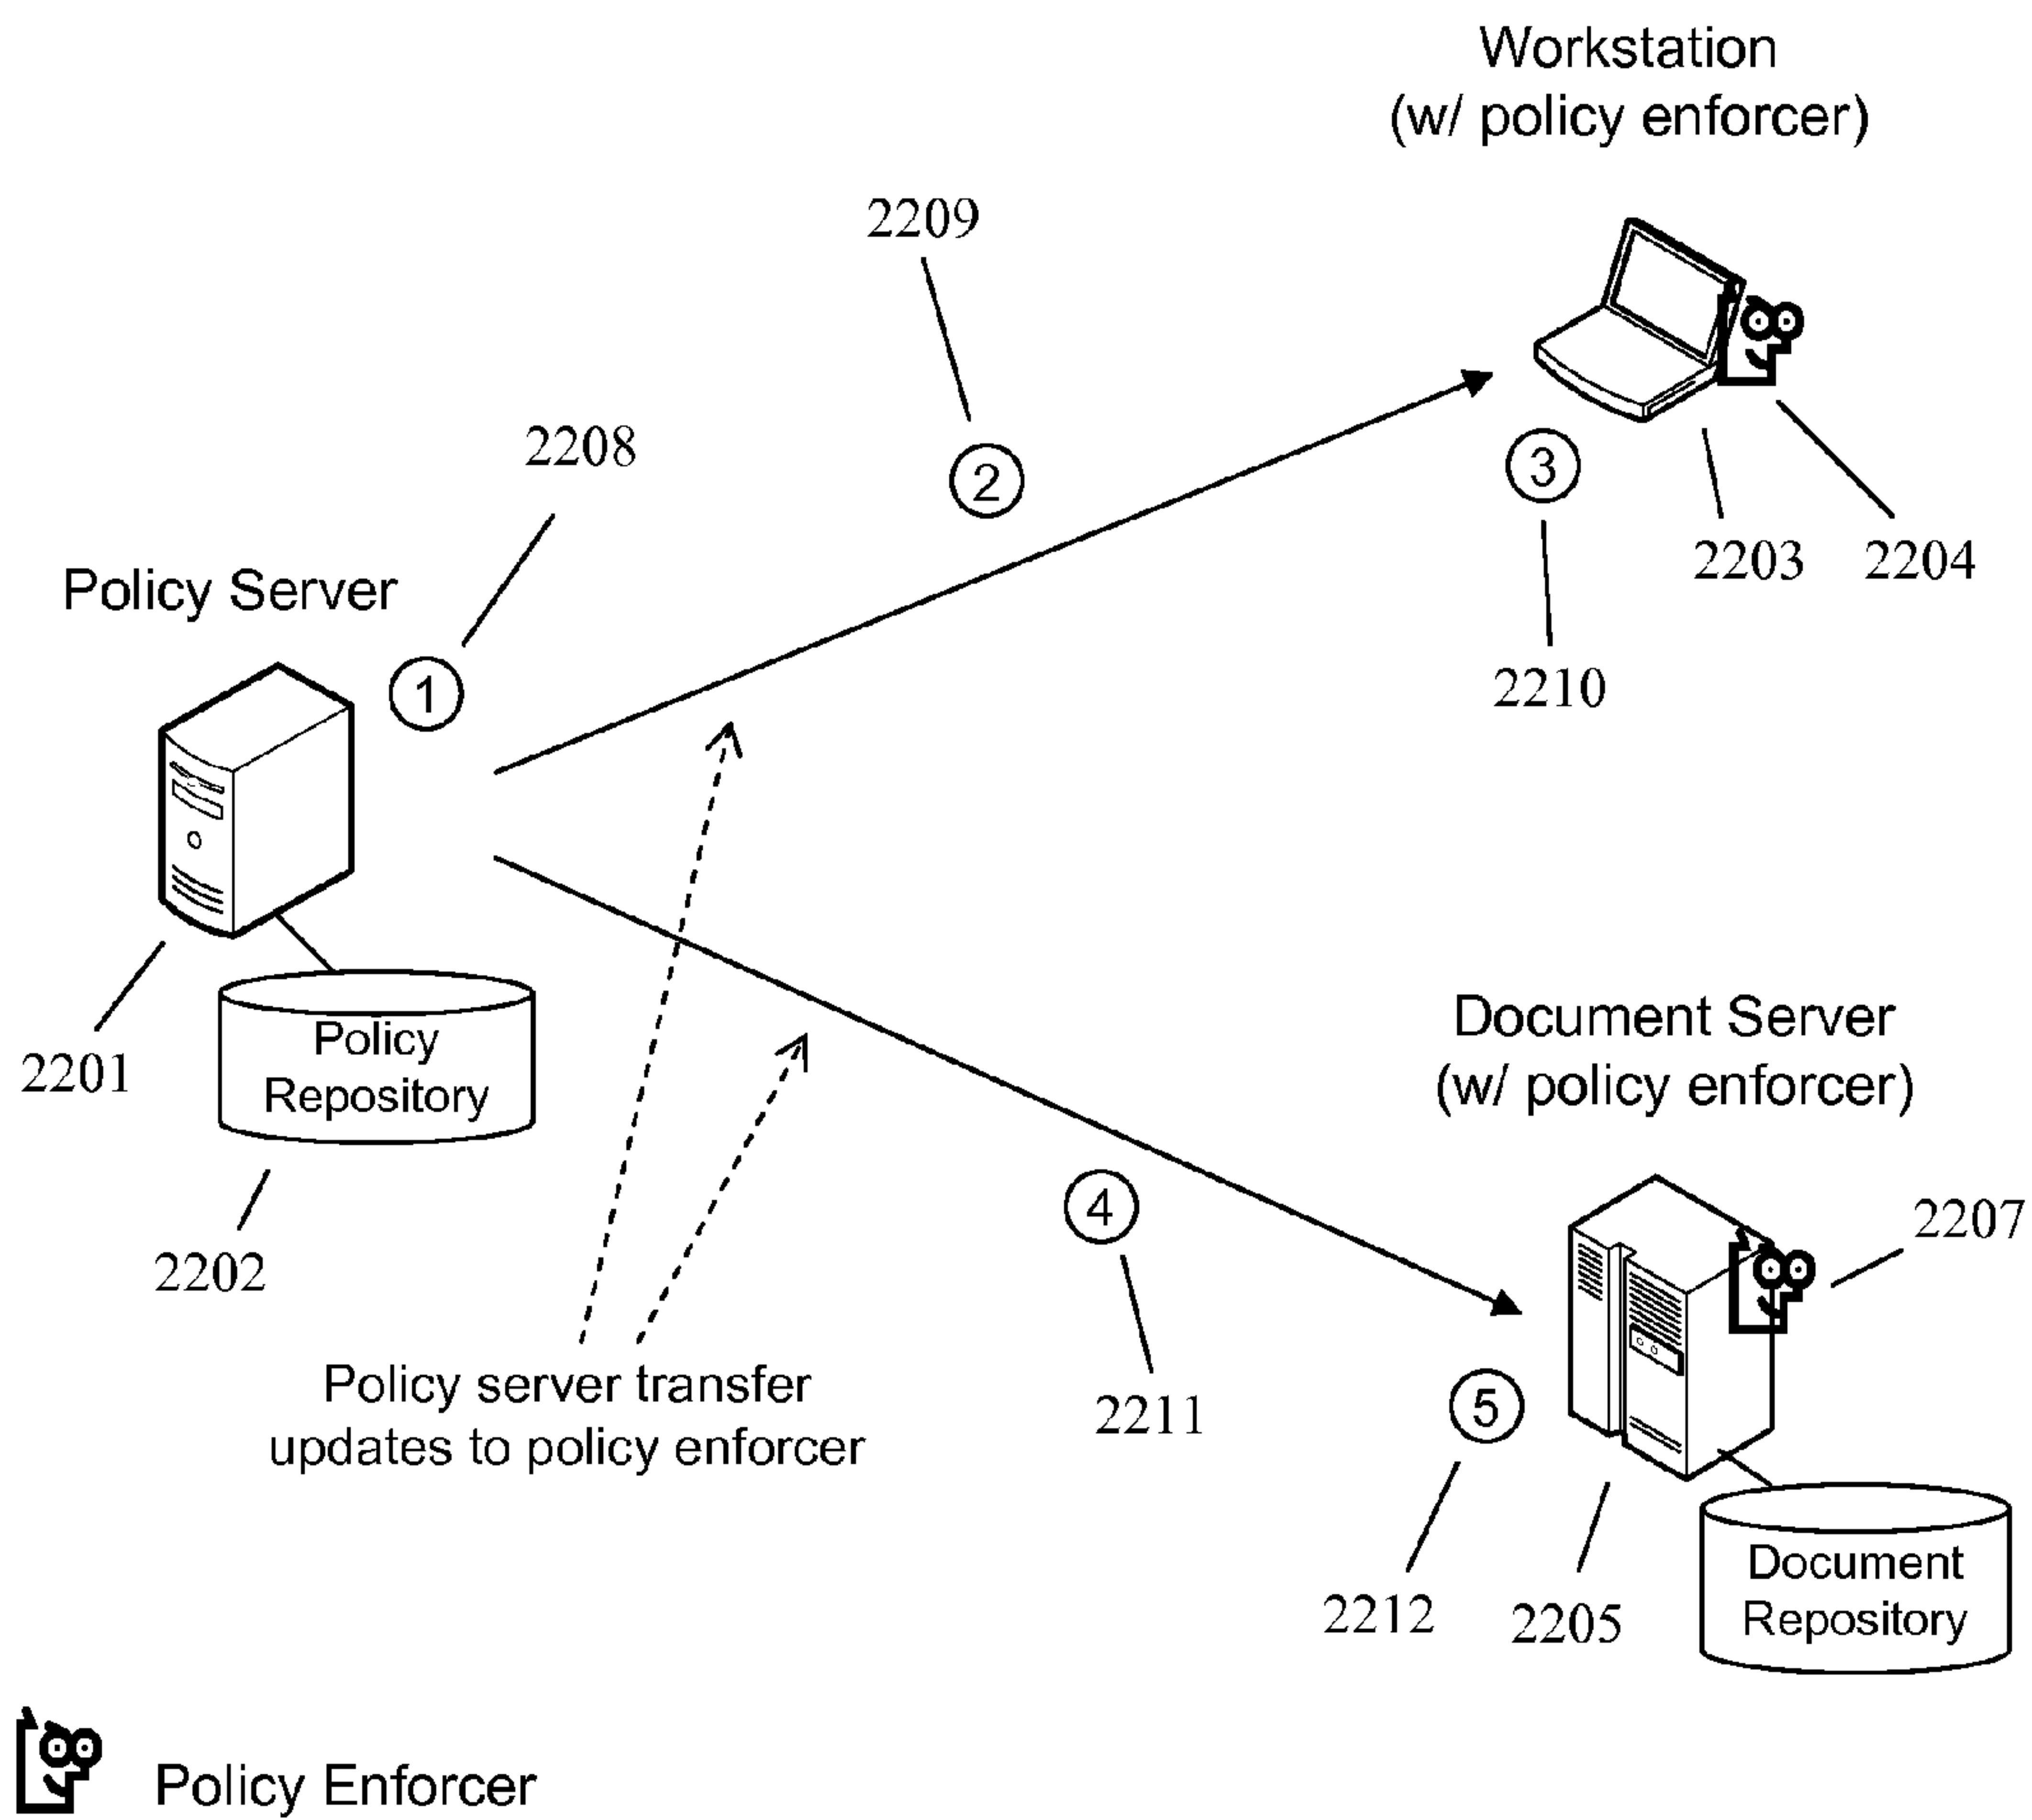 Workstation
(w/ policy enforcer)
2209
2208
2
3
2203
2204
Policy Server
1
2210
2201
Policy
Repository
2202
Document Server
(w/ policy enforcer)
4
2207
Policy server transfer
updates to policy enforcer
2211
5
2212
2205
Document
Repository
Policy Enforcer